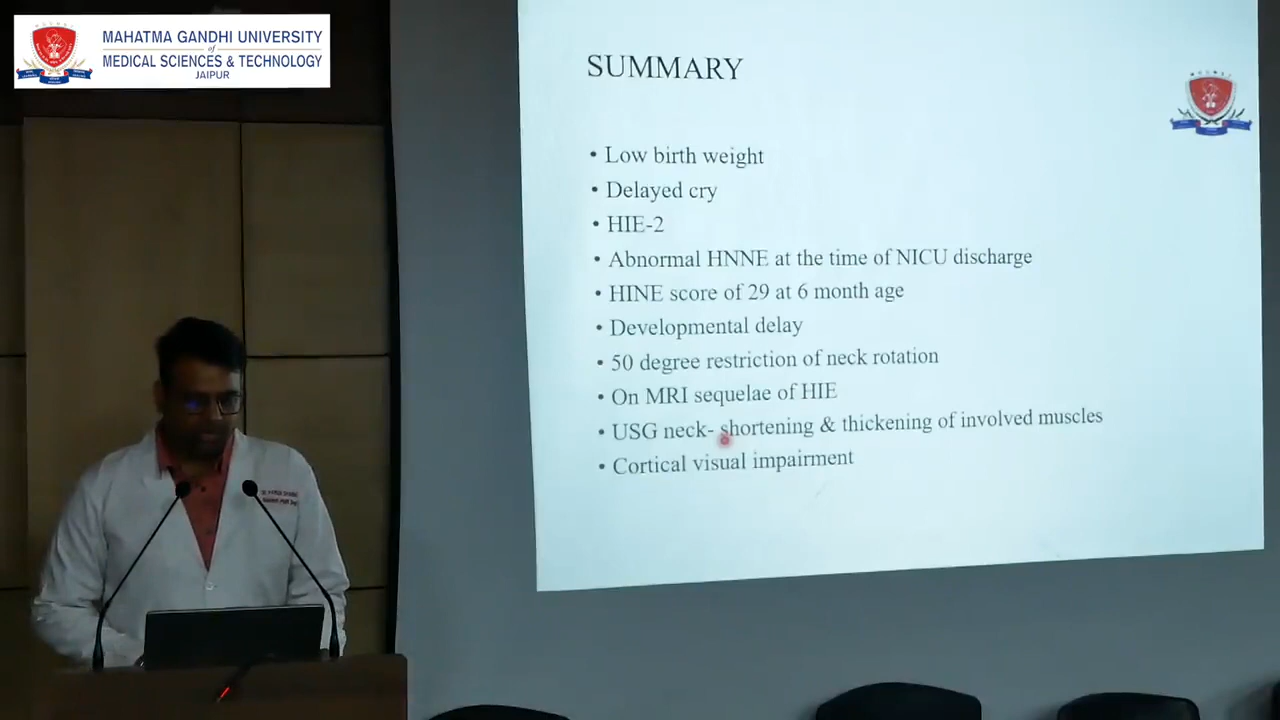 MAHATMA GANDHI UNIVERSITY
of
MEDICAL SCIENCES & TECHNOLOGY
JAIPUR
SUMMARY
• Low birth weight
• Delayed cry
• HIE-2
• Abnormal HNNE at the time of NICU discharge
• HINE score of 29 at 6 month age
• Developmental delay
• 50 degree restriction of neck rotation
• On MRI sequelae of HIE
• USG neck- shortening & thickening of involved muscles
• Cortical visual impairment